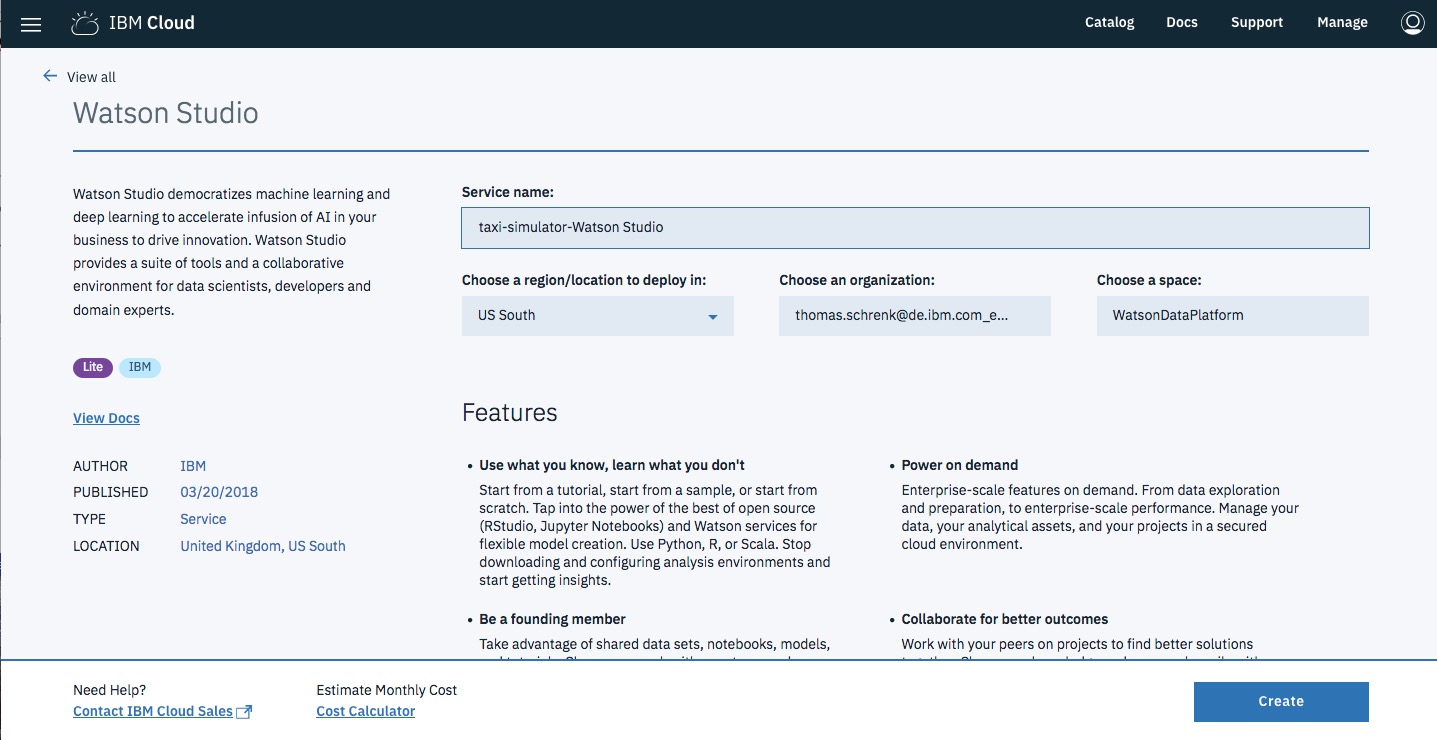 IBM Cloud
Catalog
Docs
Support
Manage
View all
Watson Studio
Watson Studio democratizes machine learning and
deep learning to accelerate infusion of AI in your
business to drive innovation. Watson Studio
provides a suite of tools and a collaborative
environment for data scientists, developers and
domain experts.
Lite
IBM
View Docs
AUTHOR IBM
PUBLISHED 03/20/2018
TYPE Service
LOCATION United Kingdom, US South
Service name:
taxi-simulator-Watson Studio
Choose a region/location to deploy in:
US South
Choose an organization:
thomas.schrenk@de.ibm.com_e...
Choose a space:
WatsonDataPlatform
Features
• Use what you know, learn what you don't
Start from a tutorial, start from a sample, or start from
scratch. Tap into the power of the best of open source
(RStudio, Jupyter Notebooks) and Watson services for
flexible model creation. Use Python, R, or Scala. Stop
downloading and configuring analysis environments and
start getting insights.
• Power on demand
Enterprise-scale features on demand. From data exploration
and preparation, to enterprise-scale performance. Manage your
data, your analytical assets, and your projects in a secured
cloud environment.
• Be a founding member
Take advantage of shared data sets, notebooks, models,
• Collaborate for better outcomes
Work with your peers on projects to find better solutions
Need Help?
Contact IBM Cloud Sales
Estimate Monthly Cost
Cost Calculator
Create